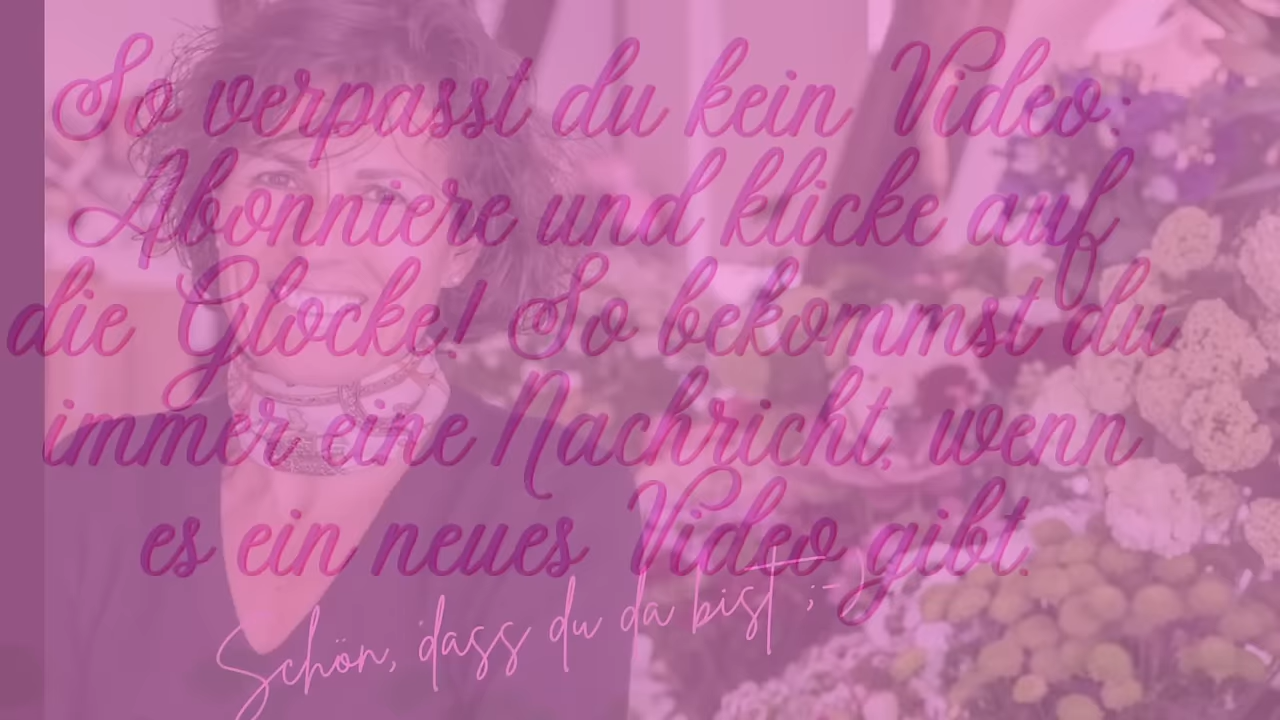 So verpasst du kein Video:
Abonniere und klicke auf
die Glocke! So bekommst du
immer eine Nachricht, wenn
es ein neues Video gibt.
Schön, dass du da bist ;-)